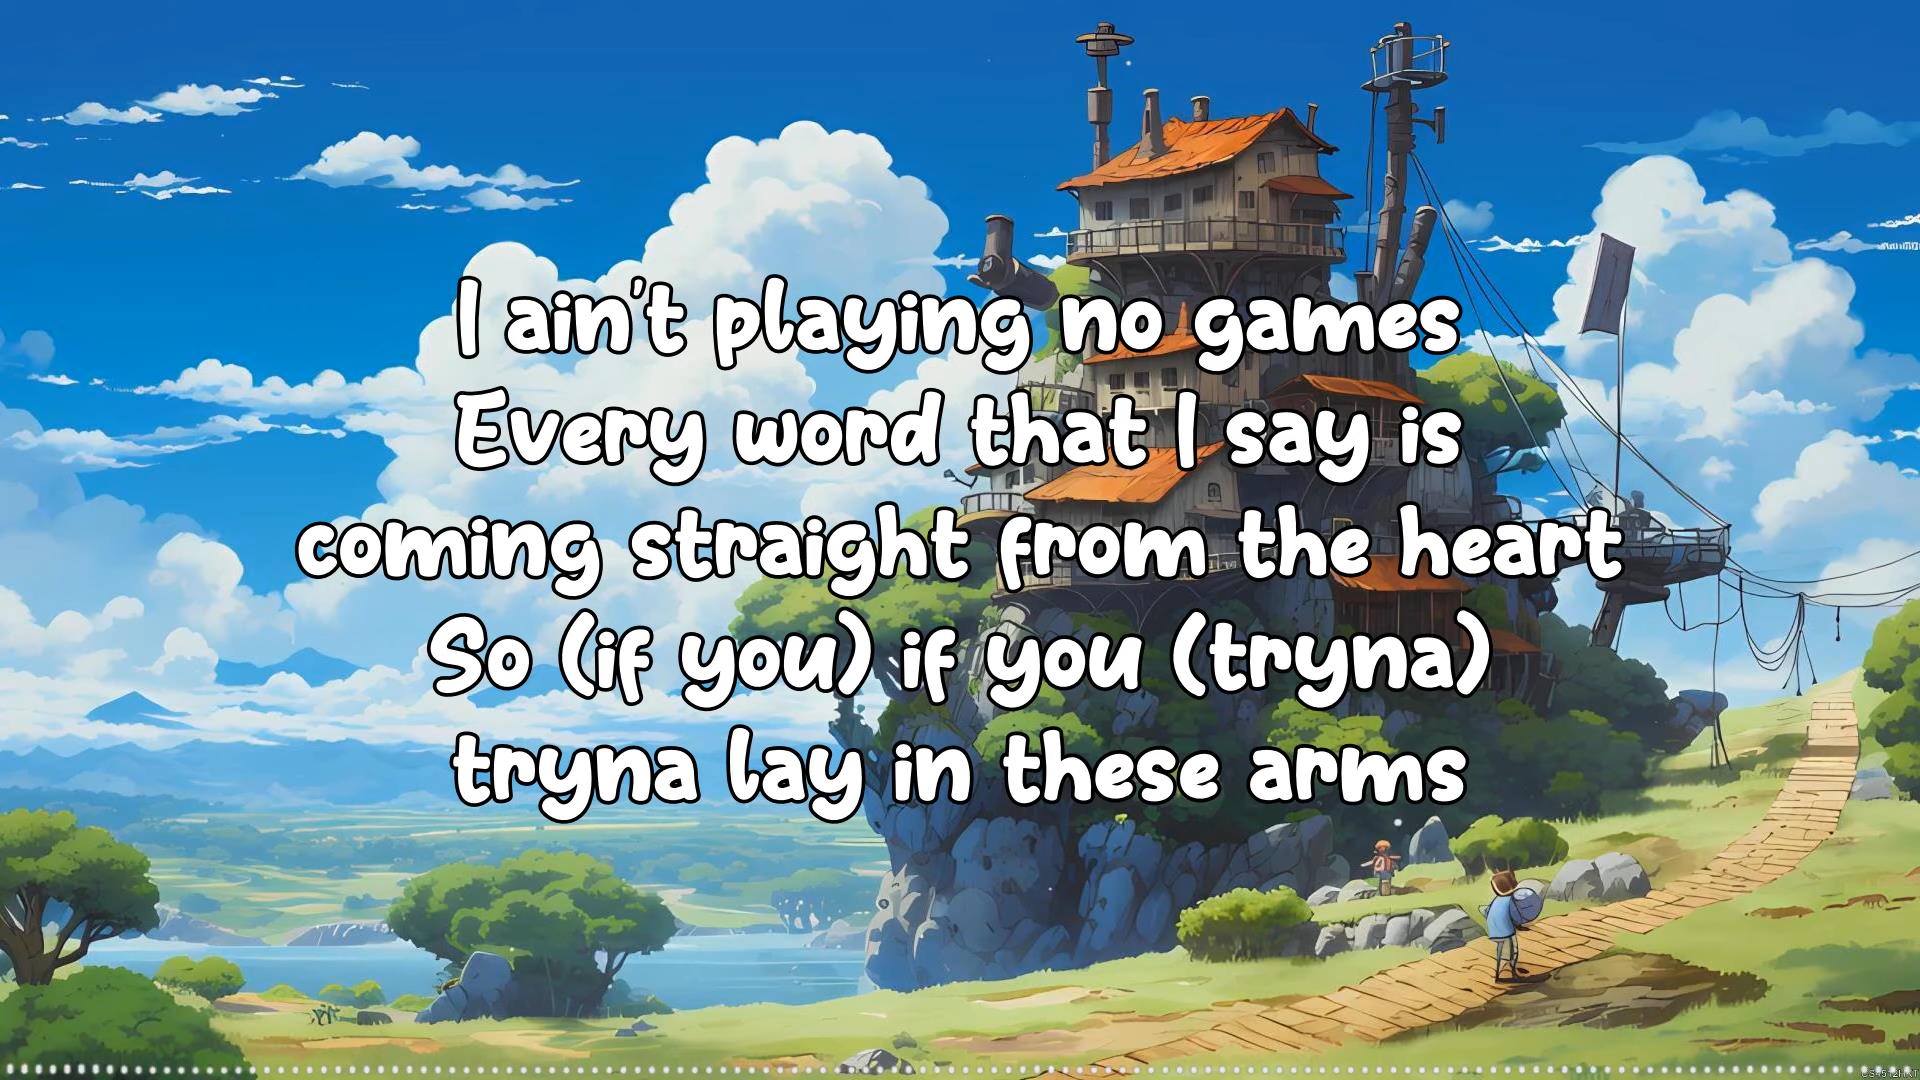 I ain't playing no games
Every word that I say is
coming straight from the heart
So (if you) if you (tryna)
tryna lay in these arms